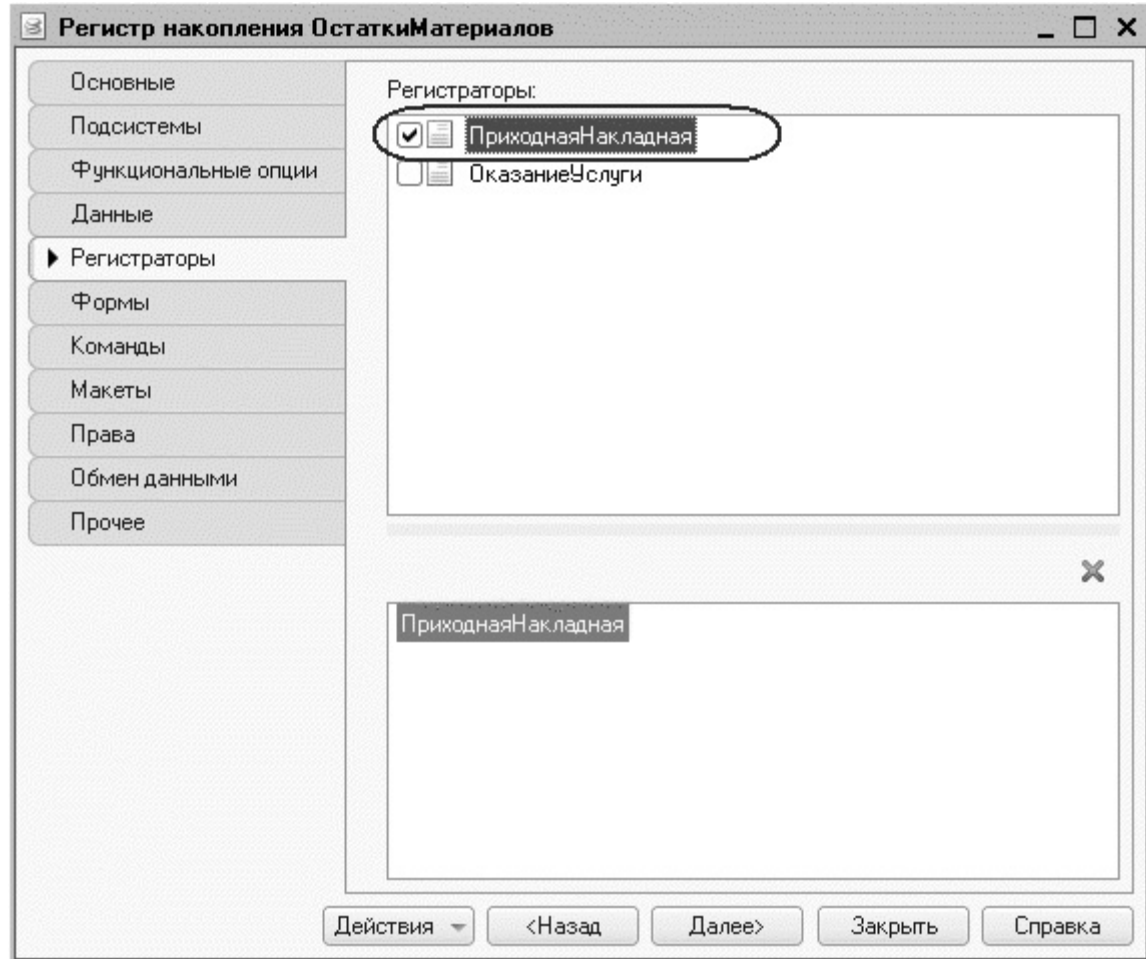 Регистр накопления ОстаткиМатериалов
Основные
Подсистемы
Функциональные опции
Данные
Регистраторы
Формы
Команды
Макеты
Права
Обмен данными
Прочее
Регистраторы:
ПриходнаяНакладная
ОказаниеУслуги
ПриходнаяНакладная
Действия
<Назад
Далее>
Закрыть
Справка